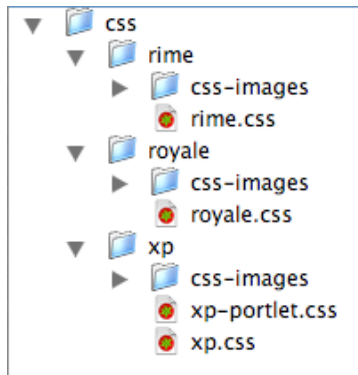 css
rime
css-images
rime.css
royale
css-images
royale.css
xp
css-images
xp-portlet.css
xp.css